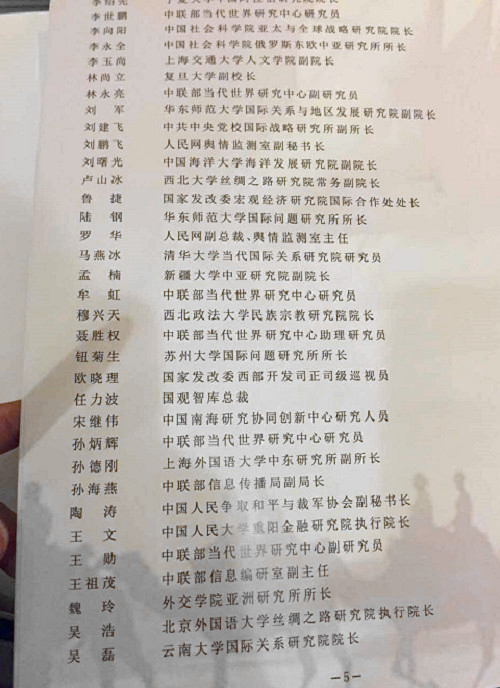 李世鹏 中联部当代世界研究中心研究员
李向阳 中国社会科学院亚太与全球战略研究院院长
李永全 中国社会科学院俄罗斯东欧中亚研究所所长
李玉尚 上海交通大学人文学院副院长
林尚立 复旦大学副校长
林永亮 中联部当代世界研究中心副研究员
刘 军 华东师范大学国际关系与地区发展研究院副院长
刘建飞 中共中央党校国际战略研究所副所长
刘鹏飞 人民网舆情监测室副秘书长
刘曙光 中国海洋大学海洋发展研究院副院长
卢山冰 西北大学丝绸之路研究院常务副院长
鲁 捷 国家发改委宏观经济研究院国际合作处处长
陆 钢 华东师范大学国际问题研究所所长
罗 华 人民网副总裁、舆情监测室主任
马燕冰 清华大学当代国际关系研究院研究员
孟 楠 新疆大学中亚研究院副院长
牟 虹 中联部当代世界研究中心研究员
穆兴天 西北政法大学民族宗教研究院院长
聂胜权 中联部当代世界研究中心助理研究员
钮菊生 苏州大学国际问题研究所所长
欧晓理 国家发改委西部开发司正司级巡视员
任力波 国观智库总裁
宋继伟 中国南海研究协同创新中心研究人员
孙炳辉 中联部当代世界研究中心研究员
孙德刚 上海外国语大学中东研究所副所长
孙海燕 中联部信息传播局副局长
陶 涛 中国人民争取和平与裁军协会副秘书长
王 文 中国人民大学重阳金融研究院执行院长
王 勋 中联部当代世界研究中心副研究员
王祖茂 中联部信息编研室副主任
魏 玲 外交学院亚洲研究所所长
吴 浩 北京外国语大学丝绸之路研究院执行院长
吴 磊 云南大学国际关系研究院院长
—5—